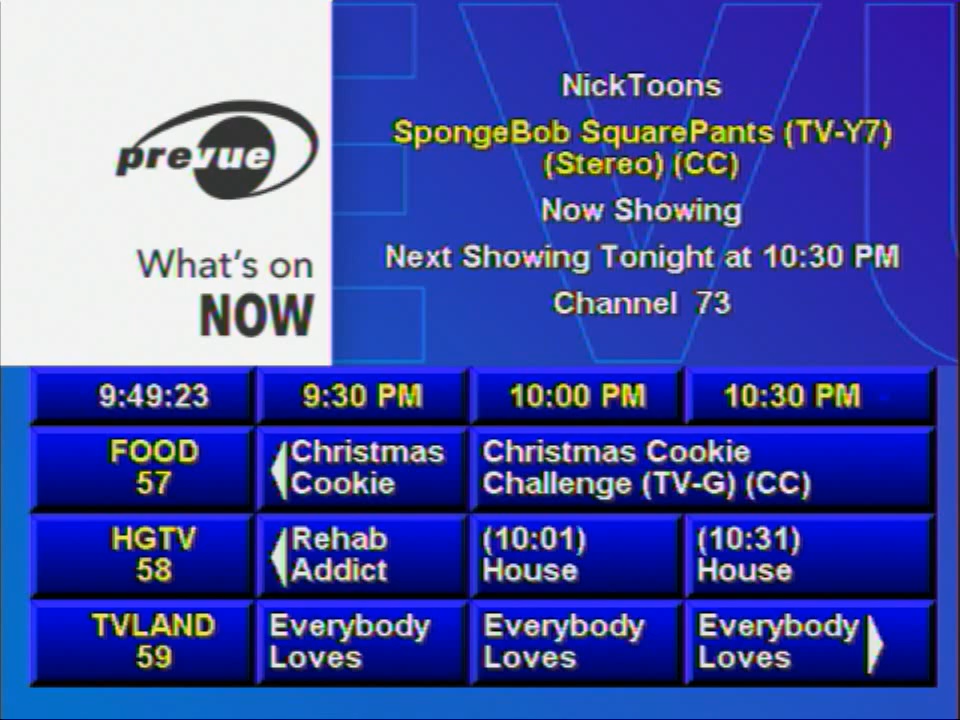 prevue
What's on
NOW
NickToons
SpongeBob SquarePants (TV-Y7)
(Stereo) (CC)
Now Showing
Next Showing Tonight at 10:30 PM
Channel 73
9:49:23 9:30 PM 10:00 PM 10:30 PM
FOOD
57
Christmas
Cookie
Christmas Cookie
Challenge (TV-G) (CC)
HGTV
58
Rehab
Addict
(10:01)
House
(10:31)
House
TVLAND
59
Everybody
Loves
Everybody
Loves
Everybody
Loves